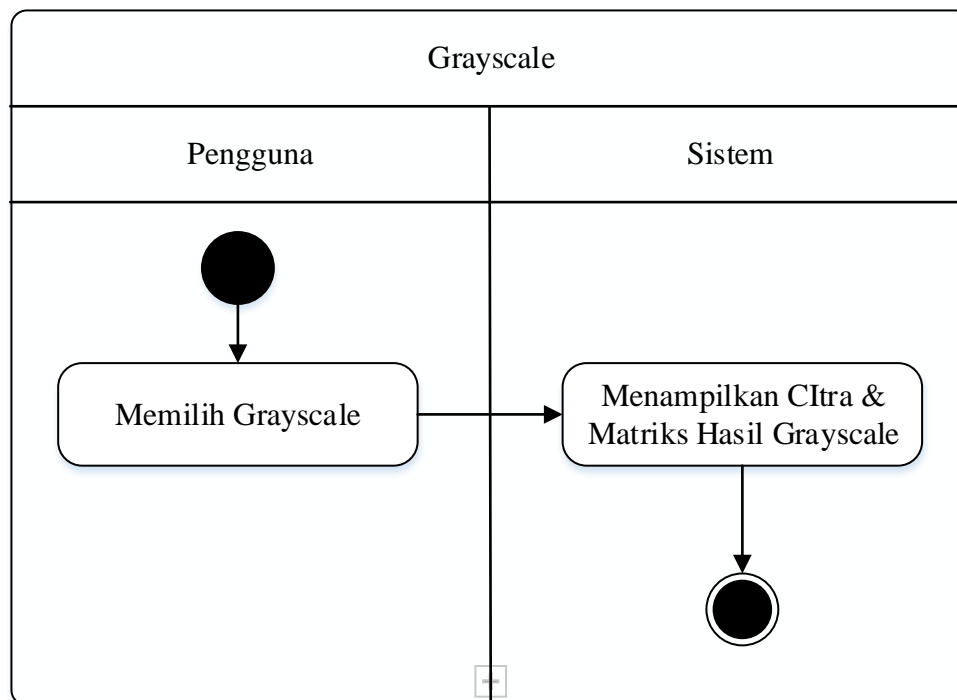 Grayscale
Pengguna
Sistem
Memilih Grayscale
Menampilkan CItra &
Matriks Hasil Grayscale